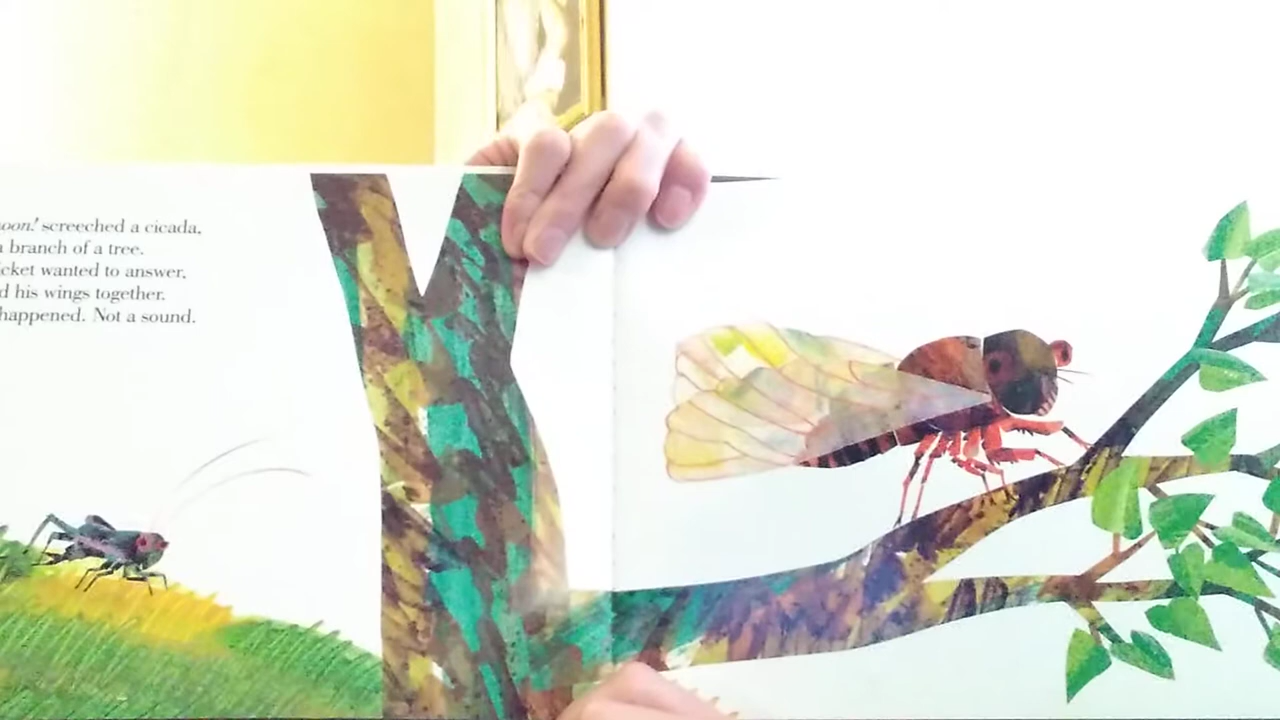 oon! screeched a cicada,
a branch of a tree.
cket wanted to answer,
d his wings together.
happened. Not a sound.